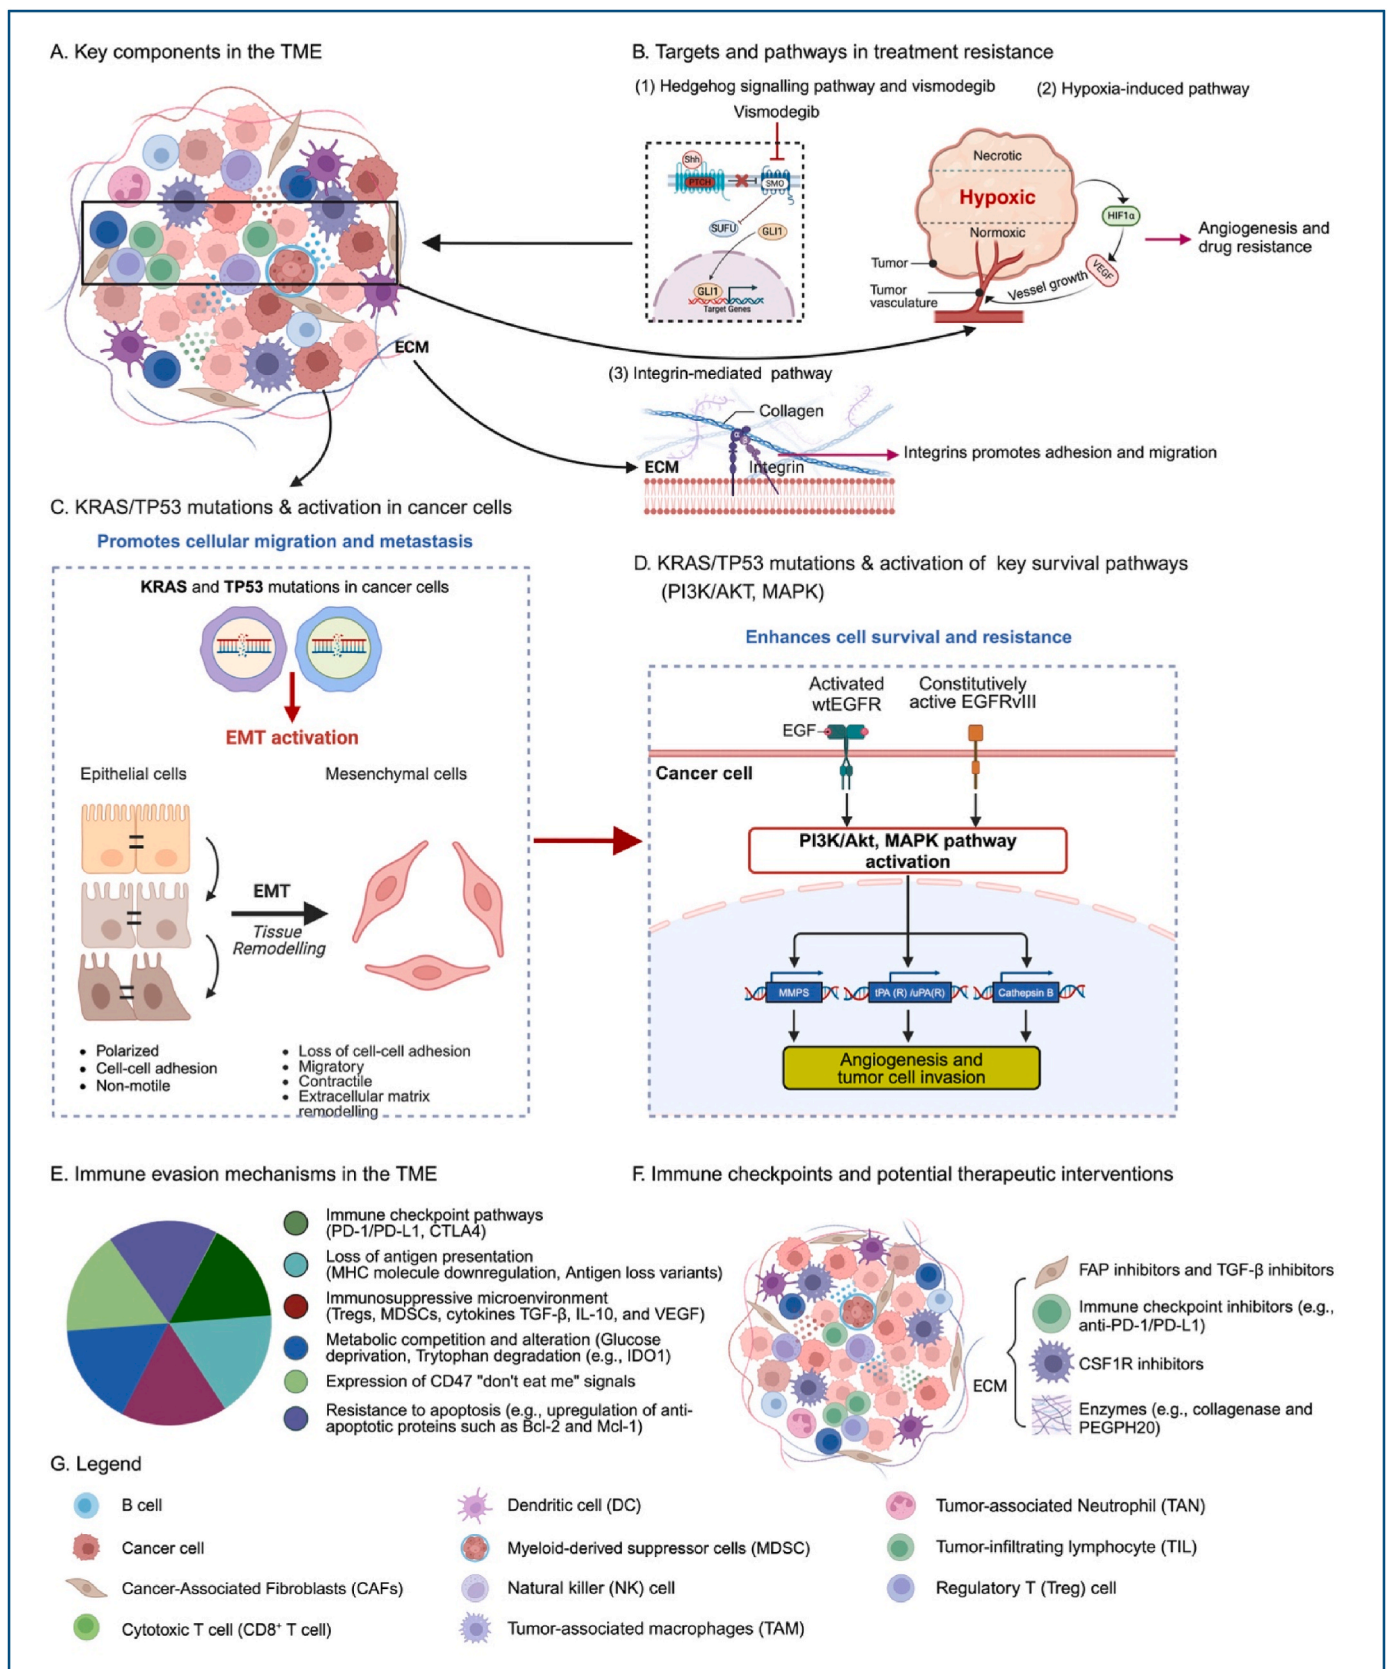 A. Key components in the TME
ECM
B. Targets and pathways in treatment resistance
(1) Hedgehog signalling pathway and vismodegib
Vismodegib
Shh
PTCH
SMO
SUFU
GLI1
GLI1
Target Genes
(2) Hypoxia-induced pathway
Necrotic
Hypoxic
Normoxic
HIF1α
VEGF
Vessel growth
Tumor
Tumor
vasculature
Angiogenesis and
drug resistance
(3) Integrin-mediated pathway
Collagen
α
β
ECM
Integrin
Integrins promotes adhesion and migration
C. KRAS/TP53 mutations & activation in cancer cells
Promotes cellular migration and metastasis
KRAS and TP53 mutations in cancer cells
EMT activation
Epithelial cells
Mesenchymal cells
EMT
Tissue
Remodelling
• Polarized
• Cell-cell adhesion
• Non-motile
• Loss of cell-cell adhesion
• Migratory
• Contractile
• Extracellular matrix
remodelling
D. KRAS/TP53 mutations & activation of key survival pathways
(PI3K/AKT, MAPK)
Enhances cell survival and resistance
Activated
wtEGFR
Constitutively
active EGFRvIII
EGF
Cancer cell
PI3K/Akt, MAPK pathway
activation
MMPS
tPA (R) /uPA(R)
Cathepsin B
Angiogenesis and
tumor cell invasion
E. Immune evasion mechanisms in the TME
Immune checkpoint pathways
(PD-1/PD-L1, CTLA4)
Loss of antigen presentation
(MHC molecule downregulation, Antigen loss variants)
Immunosuppressive microenvironment
(Tregs, MDSCs, cytokines TGF-β, IL-10, and VEGF)
Metabolic competition and alteration (Glucose
deprivation, Trytophan degradation (e.g., IDO1)
Expression of CD47 "don't eat me" signals
Resistance to apoptosis (e.g., upregulation of anti-
apoptotic proteins such as Bcl-2 and Mcl-1)
F. Immune checkpoints and potential therapeutic interventions
ECM
FAP inhibitors and TGF-β inhibitors
Immune checkpoint inhibitors (e.g.,
anti-PD-1/PD-L1)
CSF1R inhibitors
Enzymes (e.g., collagenase and
PEGPH20)
G. Legend
B cell
Cancer cell
Cancer-Associated Fibroblasts (CAFs)
Cytotoxic T cell (CD8⁺ T cell)
Dendritic cell (DC)
Myeloid-derived suppressor cells (MDSC)
Natural killer (NK) cell
Tumor-associated macrophages (TAM)
Tumor-associated Neutrophil (TAN)
Tumor-infiltrating lymphocyte (TIL)
Regulatory T (Treg) cell